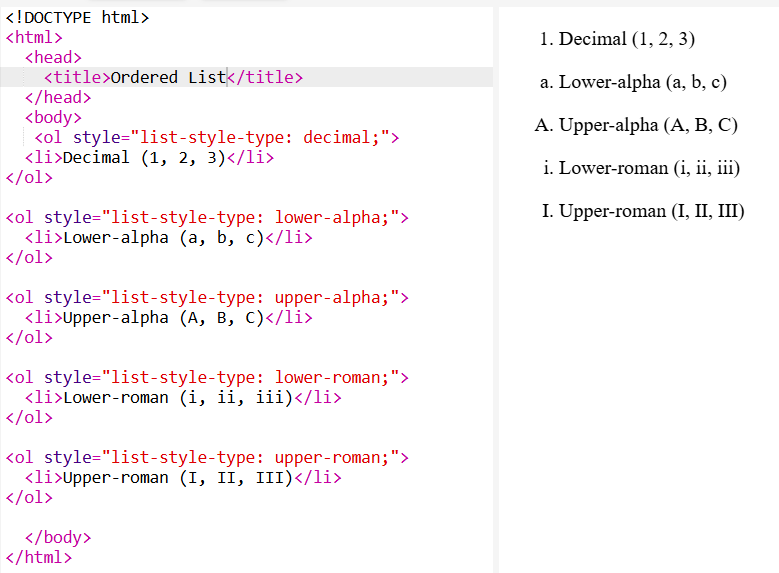 <!DOCTYPE html>
<html>
<head>
<title>Ordered List</title>
</head>
<body>
<ol style="list-style-type: decimal;">
<li>Decimal (1, 2, 3)</li>
</ol>
<ol style="list-style-type: lower-alpha;">
<li>Lower-alpha (a, b, c)</li>
</ol>
<ol style="list-style-type: upper-alpha;">
<li>Upper-alpha (A, B, C)</li>
</ol>
<ol style="list-style-type: lower-roman;">
<li>Lower-roman (i, ii, iii)</li>
</ol>
<ol style="list-style-type: upper-roman;">
<li>Upper-roman (I, II, III)</li>
</ol>
</body>
</html>
1. Decimal (1, 2, 3)
a. Lower-alpha (a, b, c)
A. Upper-alpha (A, B, C)
i. Lower-roman (i, ii, iii)
I. Upper-roman (I, II, III)